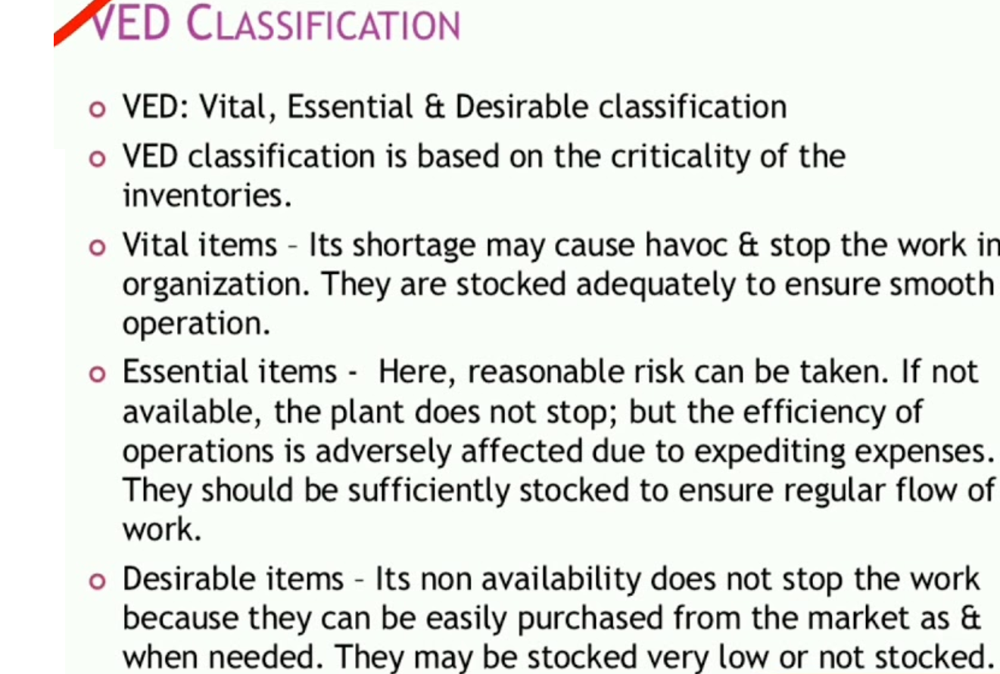 VED CLASSIFICATION
VED: Vital, Essential & Desirable classification
VED classification is based on the criticality of the
inventories.
Vital items – Its shortage may cause havoc & stop the work in
organization. They are stocked adequately to ensure smooth
operation.
Essential items - Here, reasonable risk can be taken. If not
available, the plant does not stop; but the efficiency of
operations is adversely affected due to expediting expenses.
They should be sufficiently stocked to ensure regular flow of
work.
Desirable items – Its non availability does not stop the work
because they can be easily purchased from the market as &
when needed. They may be stocked very low or not stocked.